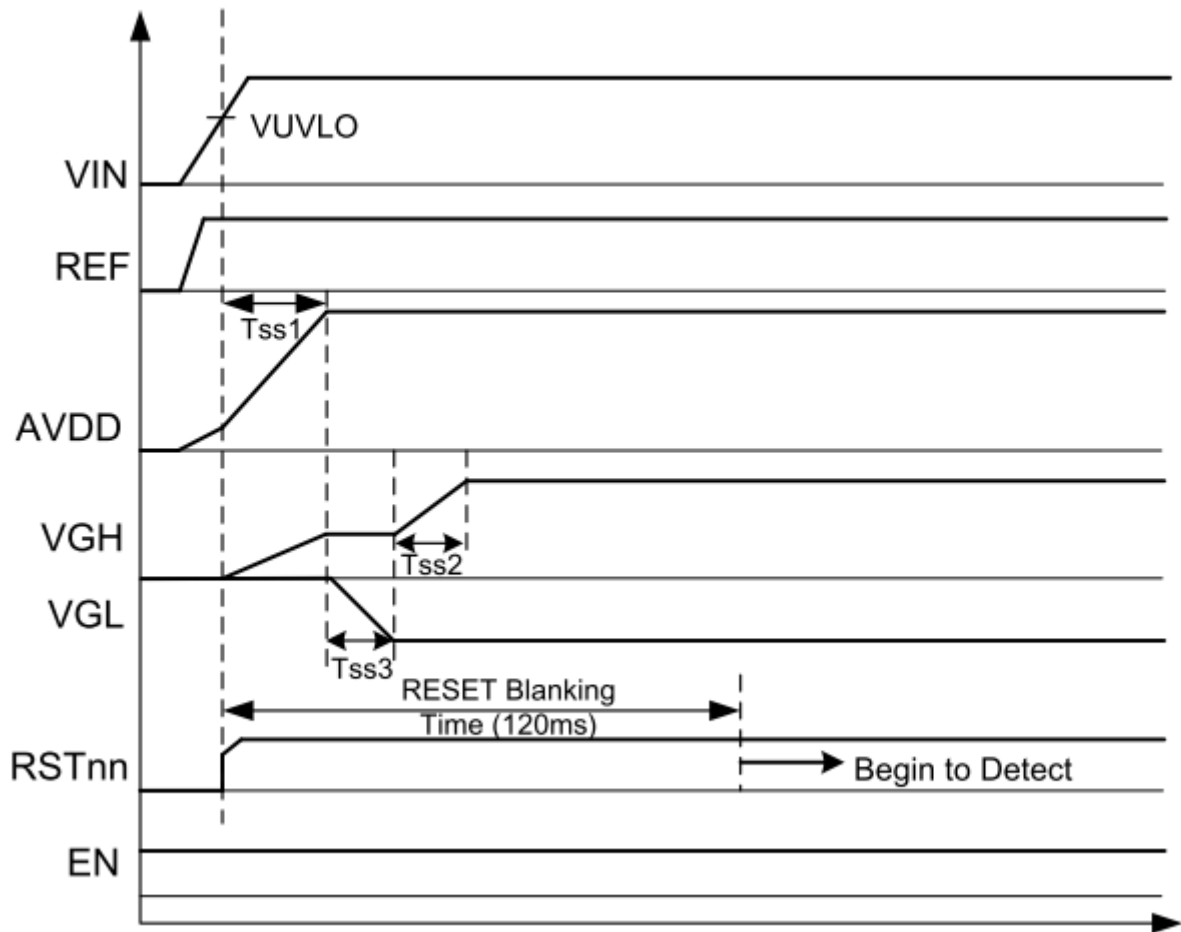 VUVLO
VIN
REF
Tss1
AVDD
VGH
Tss2
VGL
Tss3
RESET Blanking
Time (120ms)
RSTnn
Begin to Detect
EN